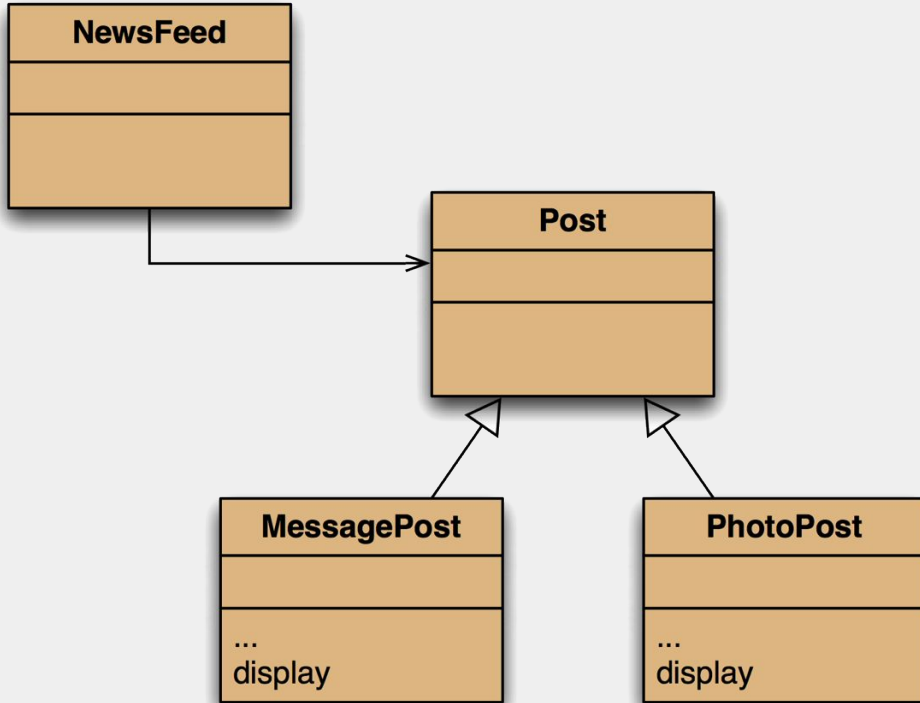 NewsFeed
Post
MessagePost
...
display
PhotoPost
...
display